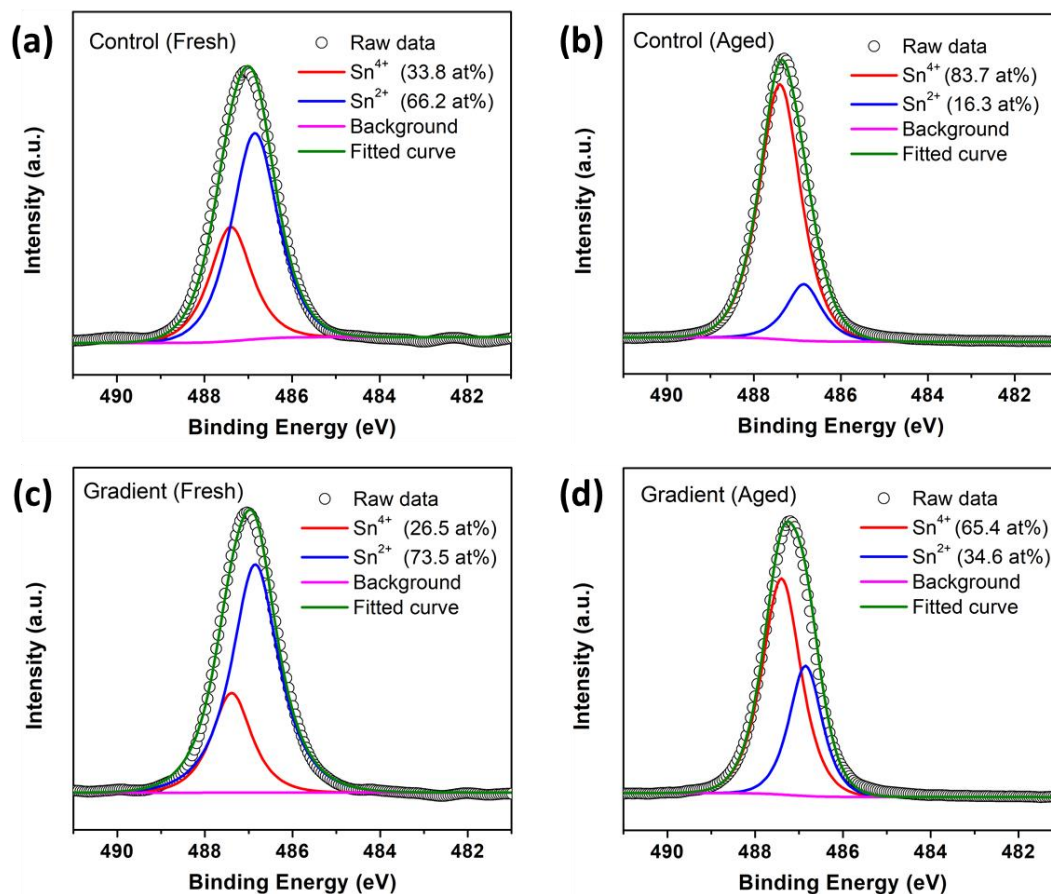 (a)
Control (Fresh)
Raw data
Sn⁴⁺ (33.8 at%)
Sn²⁺ (66.2 at%)
Background
Fitted curve
Intensity (a.u.)
490 488 486 484 482
Binding Energy (eV)
(b)
Control (Aged)
Raw data
Sn⁴⁺ (83.7 at%)
Sn²⁺ (16.3 at%)
Background
Fitted curve
Intensity (a.u.)
490 488 486 484 482
Binding Energy (eV)
(c)
Gradient (Fresh)
Raw data
Sn⁴⁺ (26.5 at%)
Sn²⁺ (73.5 at%)
Background
Fitted curve
Intensity (a.u.)
490 488 486 484 482
Binding Energy (eV)
(d)
Gradient (Aged)
Raw data
Sn⁴⁺ (65.4 at%)
Sn²⁺ (34.6 at%)
Background
Fitted curve
Intensity (a.u.)
490 488 486 484 482
Binding Energy (eV)